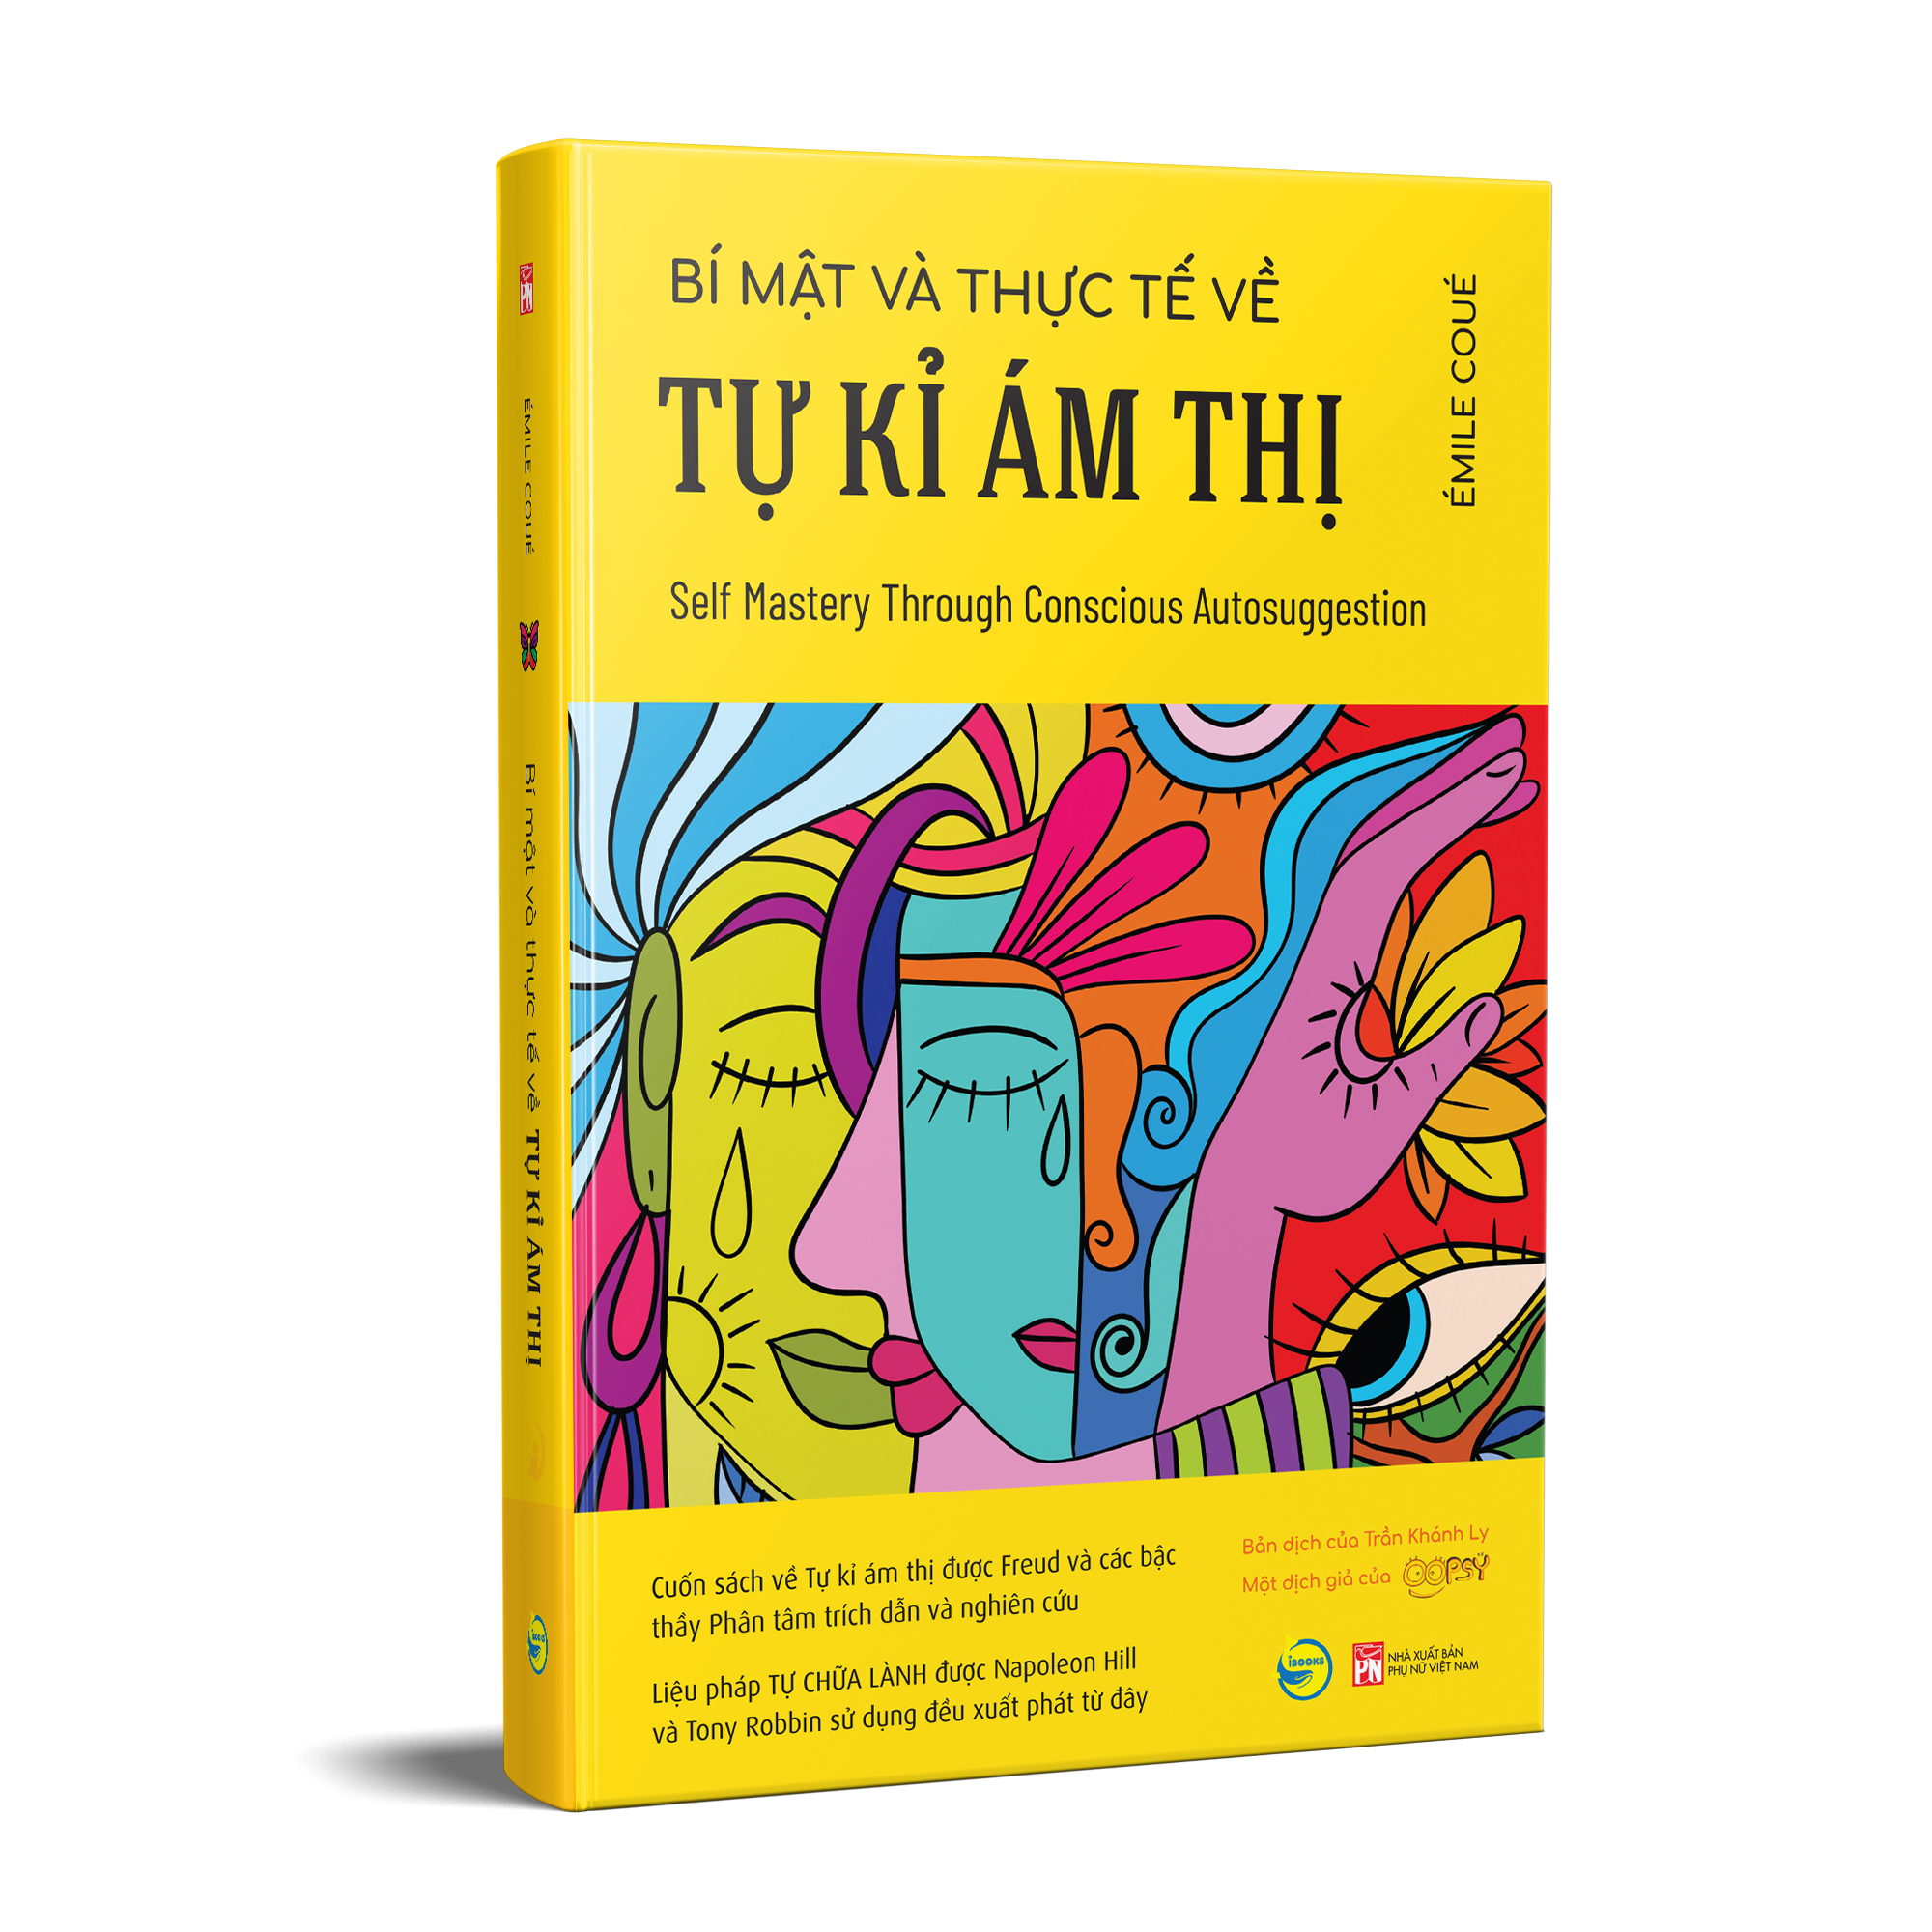 BÍ MẬT VÀ THỰC TẾ VỀ
TỰ KỈ ÁM THỊ
ÉMILE COUÉ
Self Mastery Through Conscious Autosuggestion
Cuốn sách về Tự kỉ ám thị được Freud và các bậc
thầy Phân tâm trích dẫn và nghiên cứu
Liệu pháp TỰ CHỮA LÀNH được Napoleon Hill
và Tony Robbin sử dụng đều xuất phát từ đây
Bản dịch của Trần Khánh Ly
Một dịch giả của OOPSY
iBOOKS
PN
NHÀ XUẤT BẢN
PHỤ NỮ VIỆT NAM
PN
ÉMILE COUÉ
Bí mật và thực tế về TỰ KỈ ÁM THỊ
iBOOKS